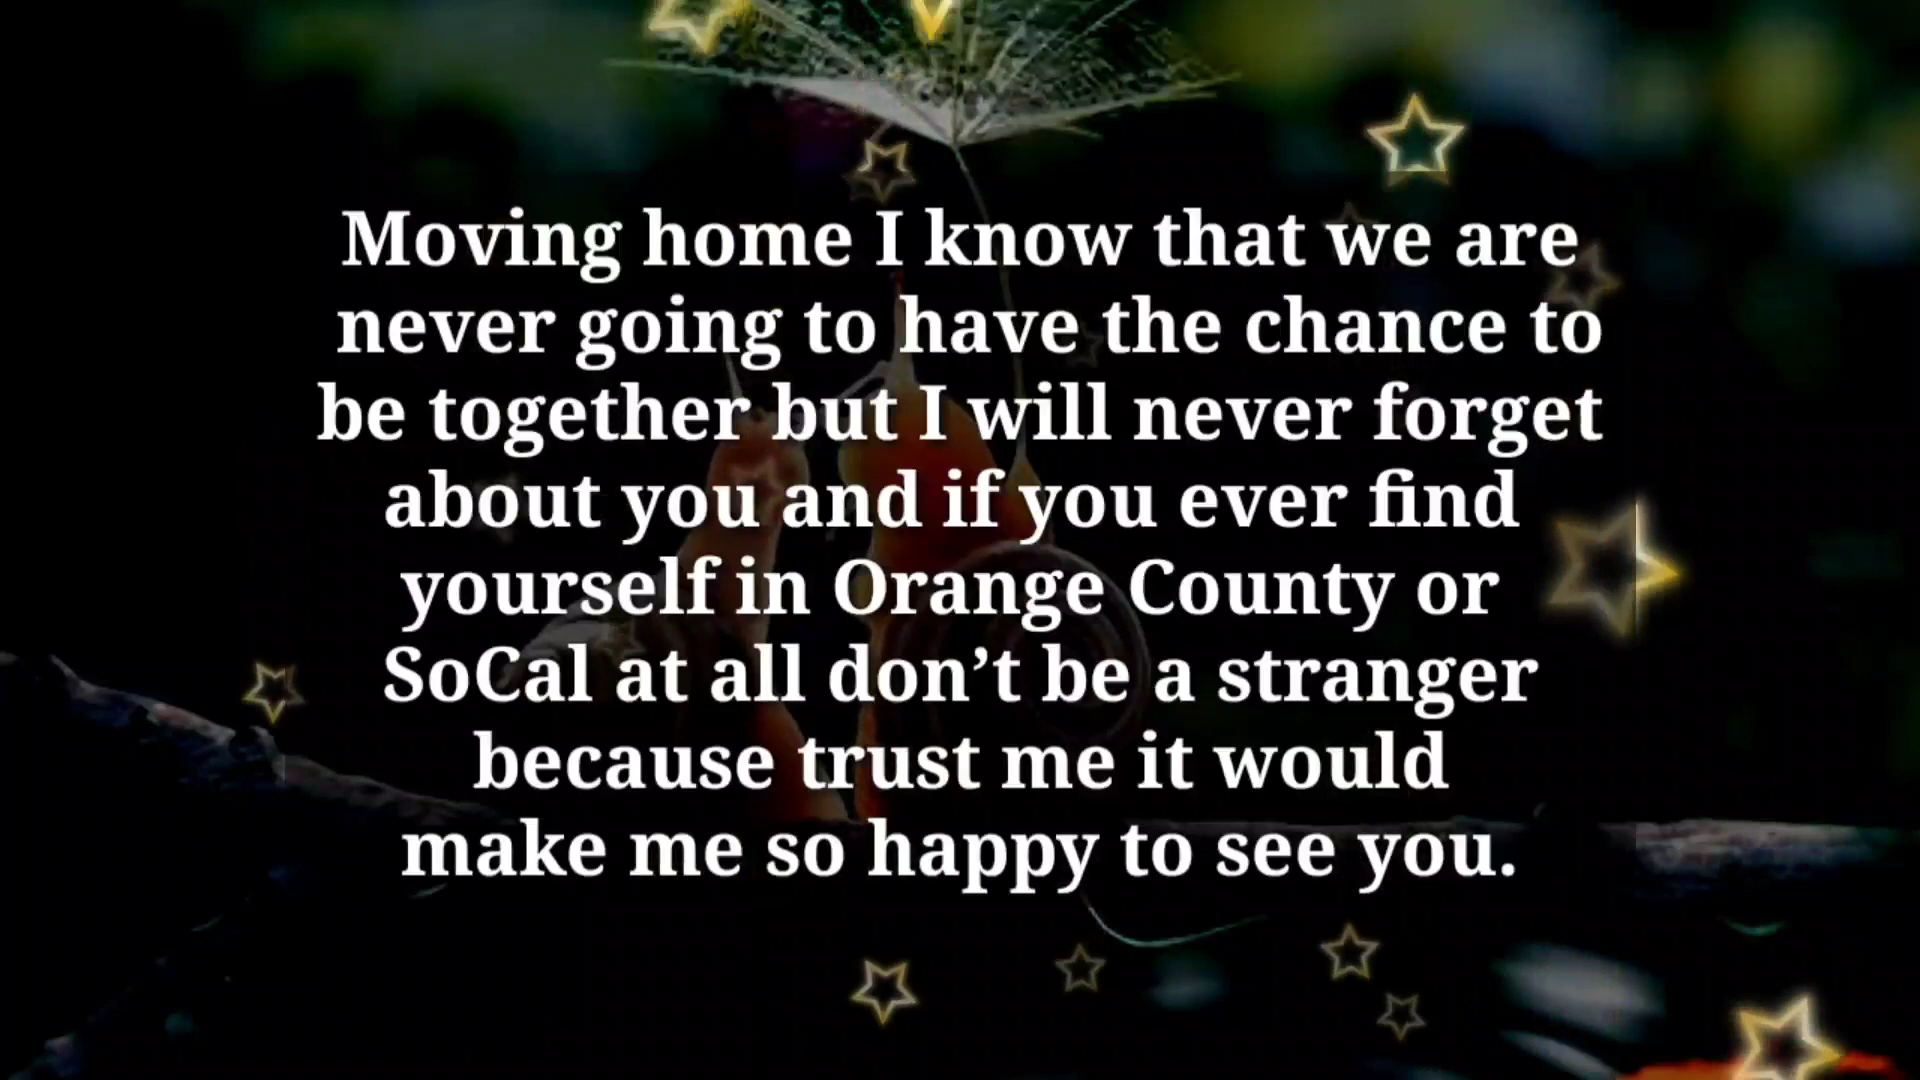 Moving home I know that we are
never going to have the chance to
be together but I will never forget
about you and if you ever find
yourself in Orange County or
SoCal at all don’t be a stranger
because trust me it would
make me so happy to see you.